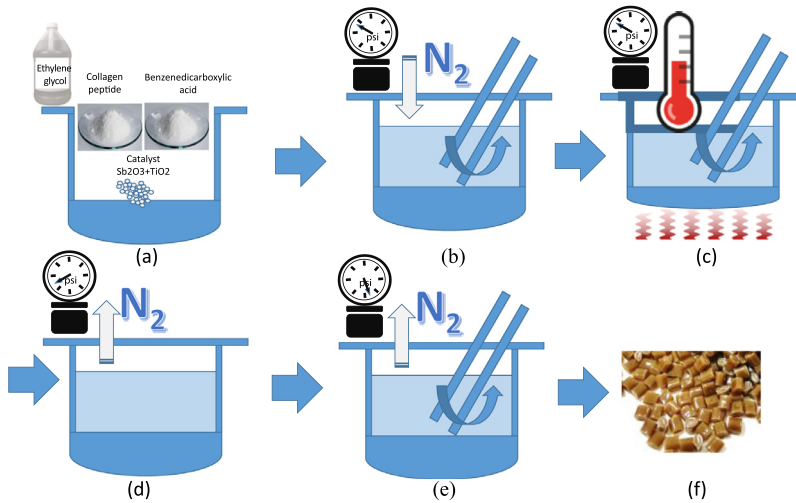 Ethylene
glycol
Collagen
peptide
Benzenedicarboxylic
acid
Catalyst
Sb2O3+TiO2
(a)
psi
N2
(b)
psi
(c)
psi
N2
(d)
psi
N2
(e)
(f)